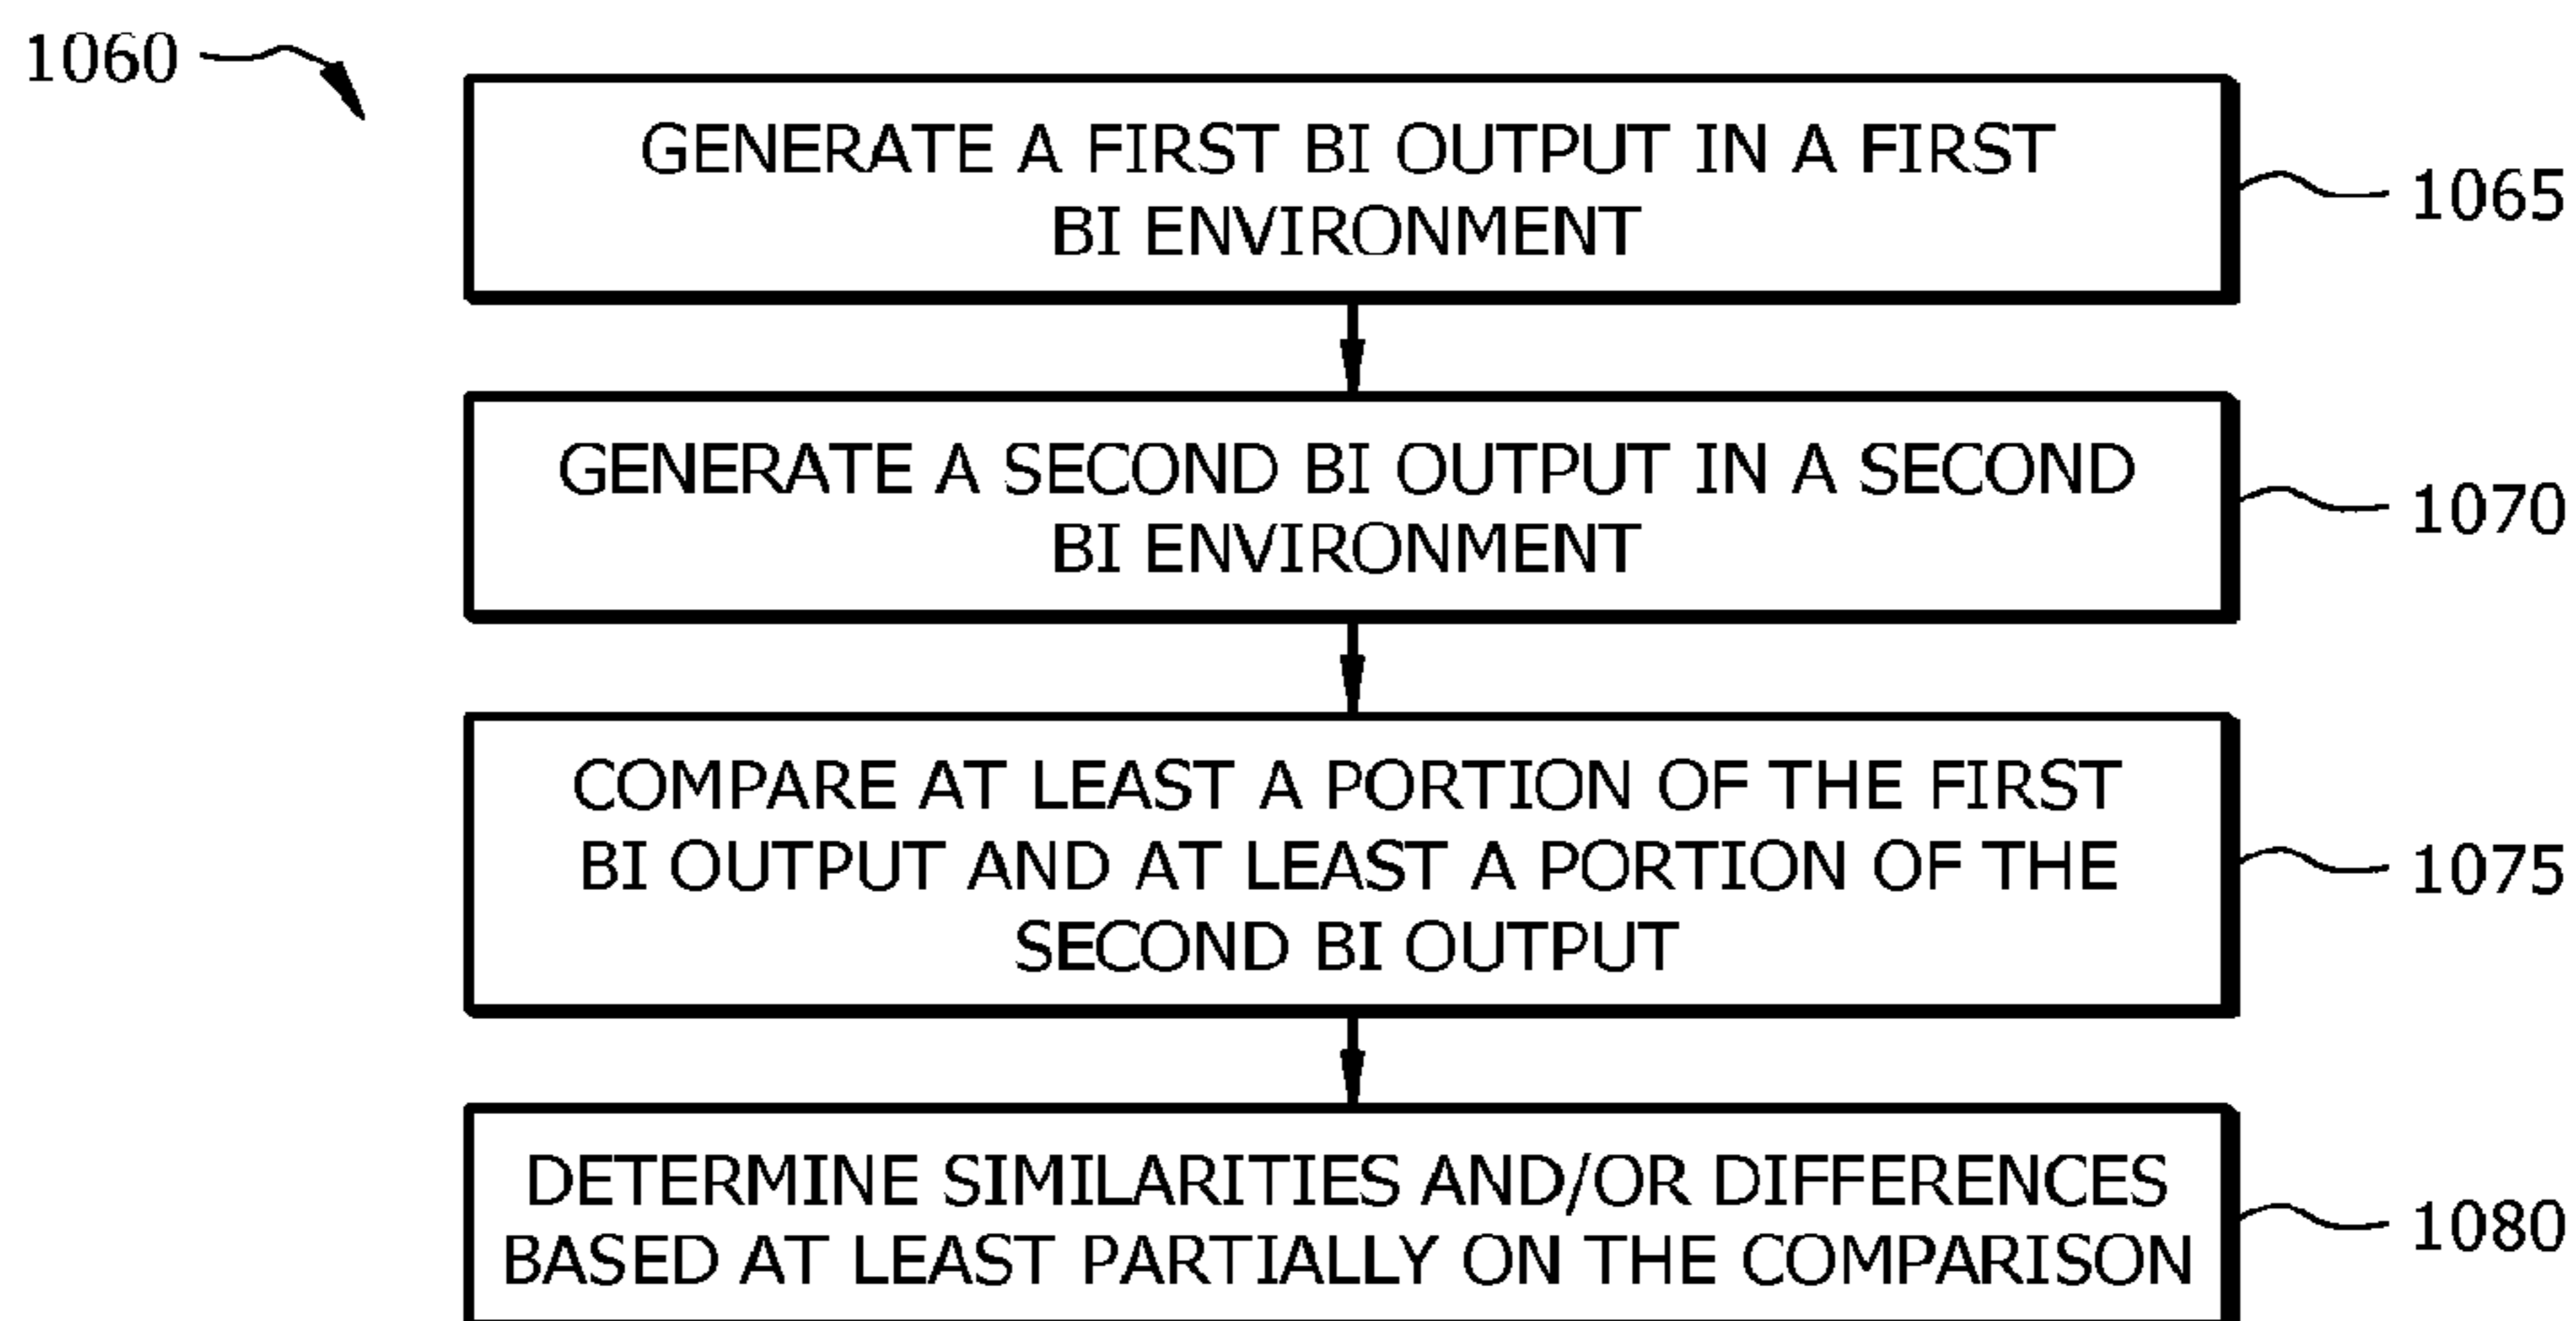 1060
GENERATE A FIRST BI OUTPUT IN A FIRST
BI ENVIRONMENT
1065
GENERATE A SECOND BI OUTPUT IN A SECOND
BI ENVIRONMENT
1070
COMPARE AT LEAST A PORTION OF THE FIRST
BI OUTPUT AND AT LEAST A PORTION OF THE
SECOND BI OUTPUT
1075
DETERMINE SIMILARITIES AND/OR DIFFERENCES
BASED AT LEAST PARTIALLY ON THE COMPARISON
1080